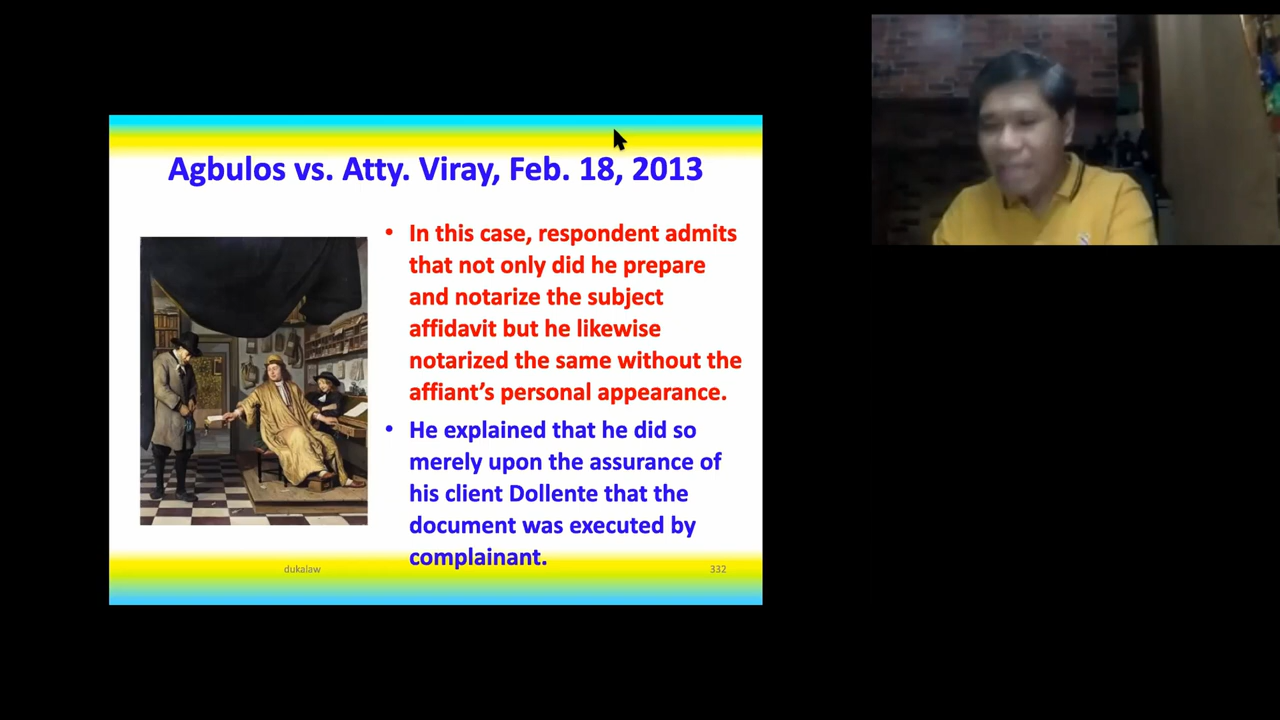 Agbulos vs. Atty. Viray, Feb. 18, 2013
• In this case, respondent admits
that not only did he prepare
and notarize the subject
affidavit but he likewise
notarized the same without the
affiant’s personal appearance.
• He explained that he did so
merely upon the assurance of
his client Dollente that the
document was executed by
complainant.
dukalaw
332